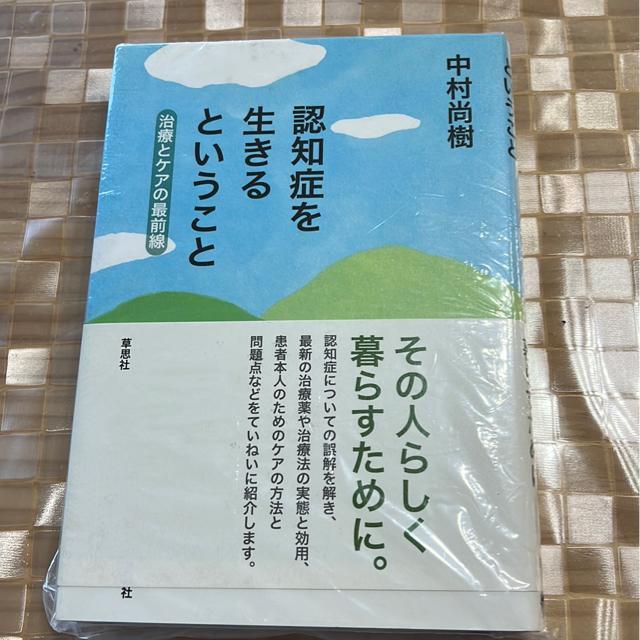 中村尚樹
認知症を
生きる
ということ
治療とケアの最前線
その人らしく
暮らすために。
認知症についての誤解を解き、
最新の治療薬や治療法の実態と効用、
患者本人のためのケアの方法と
問題点などをていねいに紹介します。
草思社
社
ということ